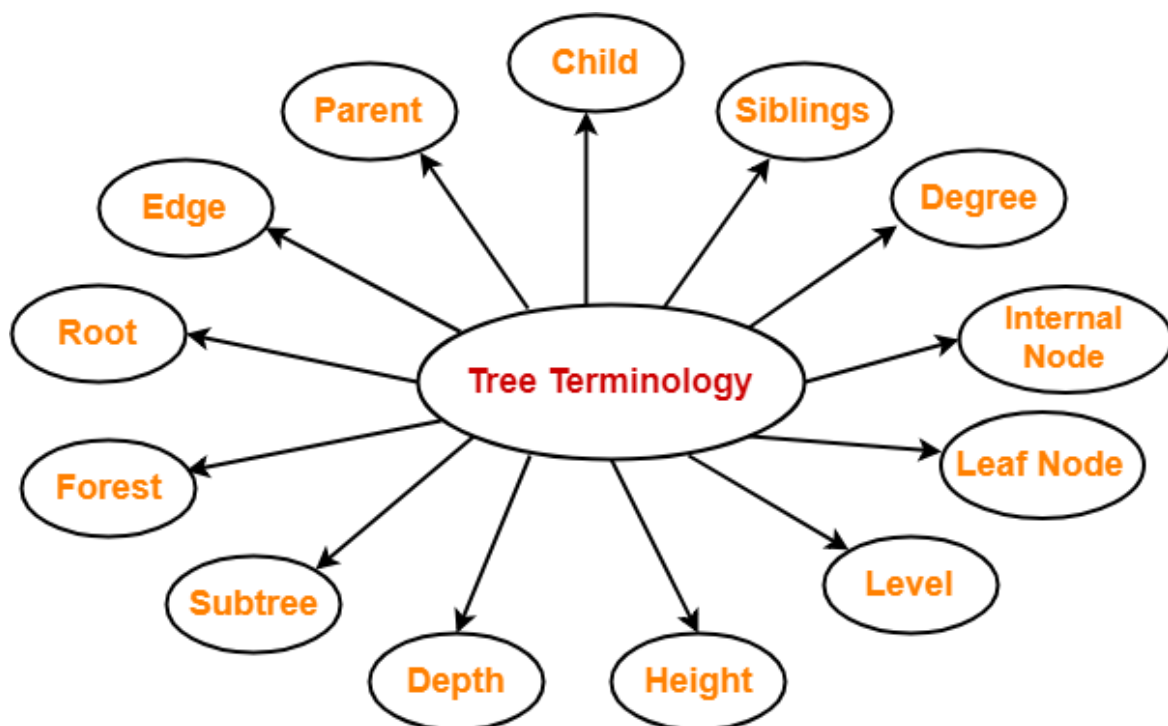 Child
Parent
Siblings
Edge
Degree
Root
Internal
Node
Tree Terminology
Forest
Leaf Node
Subtree
Level
Depth
Height